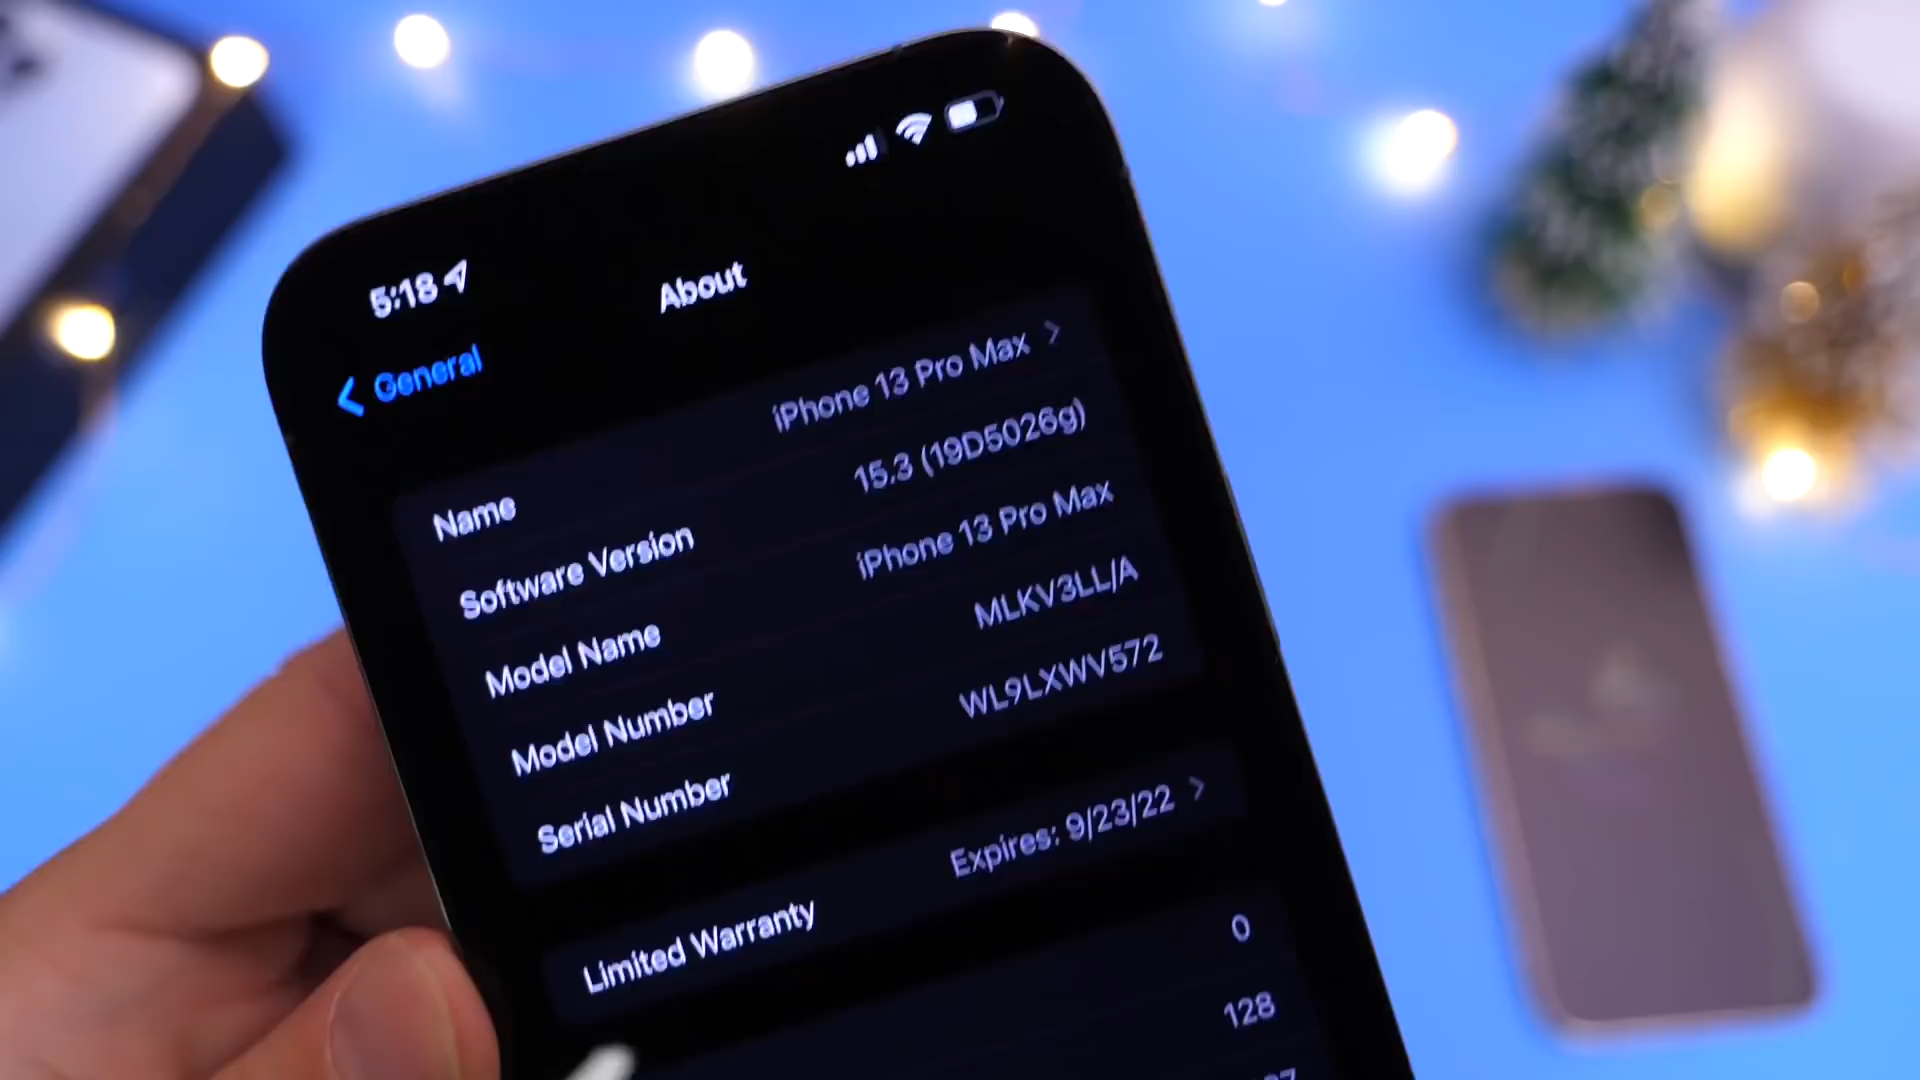 5:18
About
General
Name iPhone 13 Pro Max
Software Version 15.3 (19D5026g)
Model Name iPhone 13 Pro Max
Model Number MLKV3LL/A
Serial Number WL9LXWV572
Limited Warranty Expires: 9/23/22
0
128